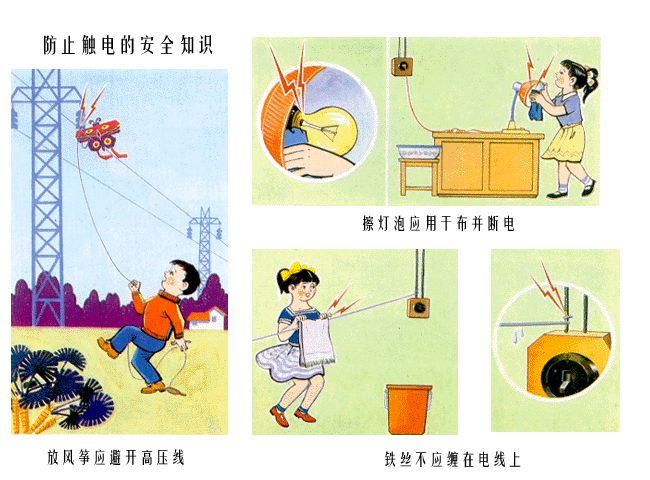 防止触电的安全知识
擦灯泡应用干布并断电
放风筝应避开高压线
铁丝不应缠在电线上